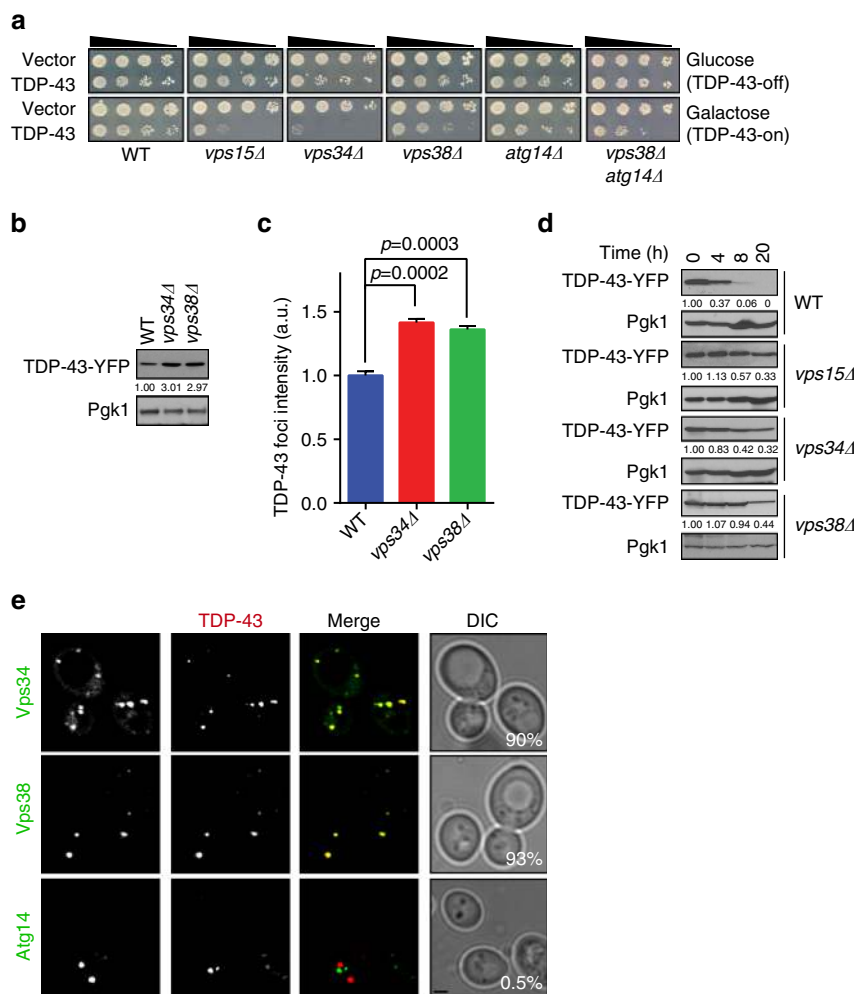 a
Vector
TDP-43
Glucose
(TDP-43-off)
Vector
TDP-43
Galactose
(TDP-43-on)
WT
vps15Δ
vps34Δ
vps38Δ
atg14Δ
vps38Δ
atg14Δ
b
WT
vps34Δ
vps38Δ
TDP-43-YFP
1.00 3.01 2.97
Pgk1
c
p=0.0003
p=0.0002
TDP-43 foci intensity (a.u.)
1.5
1.0
0.5
0.0
WT
vps34Δ
vps38Δ
d
Time (h) 0 4 8 20
TDP-43-YFP
1.00 0.37 0.06 0
Pgk1
WT
TDP-43-YFP
1.00 1.13 0.57 0.33
Pgk1
vps15Δ
TDP-43-YFP
1.00 0.83 0.42 0.32
Pgk1
vps34Δ
TDP-43-YFP
1.00 1.07 0.94 0.44
Pgk1
vps38Δ
e
TDP-43
Merge
DIC
Vps34
90%
Vps38
93%
Atg14
0.5%